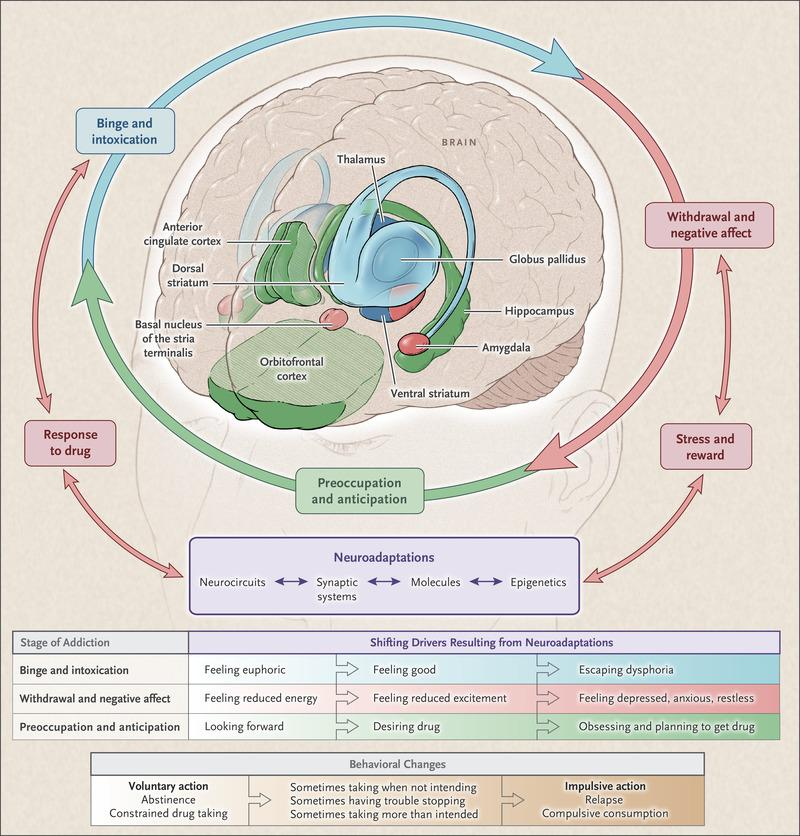 BRAIN
Binge and
intoxication
Thalamus
Anterior
cingulate cortex
Withdrawal and
negative affect
Dorsal
striatum
Globus pallidus
Basal nucleus
of the stria
terminalis
Hippocampus
Amygdala
Orbitofrontal
cortex
Ventral striatum
Response
to drug
Stress and
reward
Preoccupation
and anticipation
Neuroadaptations
Neurocircuits
Synaptic
systems
Molecules
Epigenetics
Stage of Addiction
Shifting Drivers Resulting from Neuroadaptations
Binge and intoxication
Feeling euphoric
Feeling good
Escaping dysphoria
Withdrawal and negative affect
Feeling reduced energy
Feeling reduced excitement
Feeling depressed, anxious, restless
Preoccupation and anticipation
Looking forward
Desiring drug
Obsessing and planning to get drug
Behavioral Changes
Voluntary action
Abstinence
Constrained drug taking
Sometimes taking when not intending
Sometimes having trouble stopping
Sometimes taking more than intended
Impulsive action
Relapse
Compulsive consumption